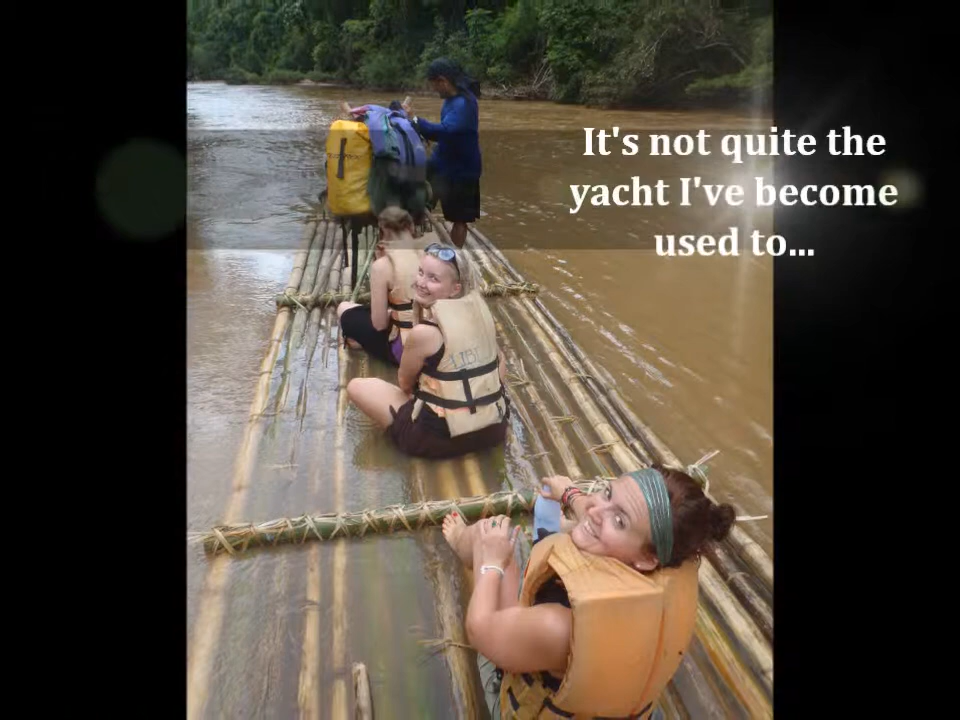 It's not quite the
yacht I've become
used to...